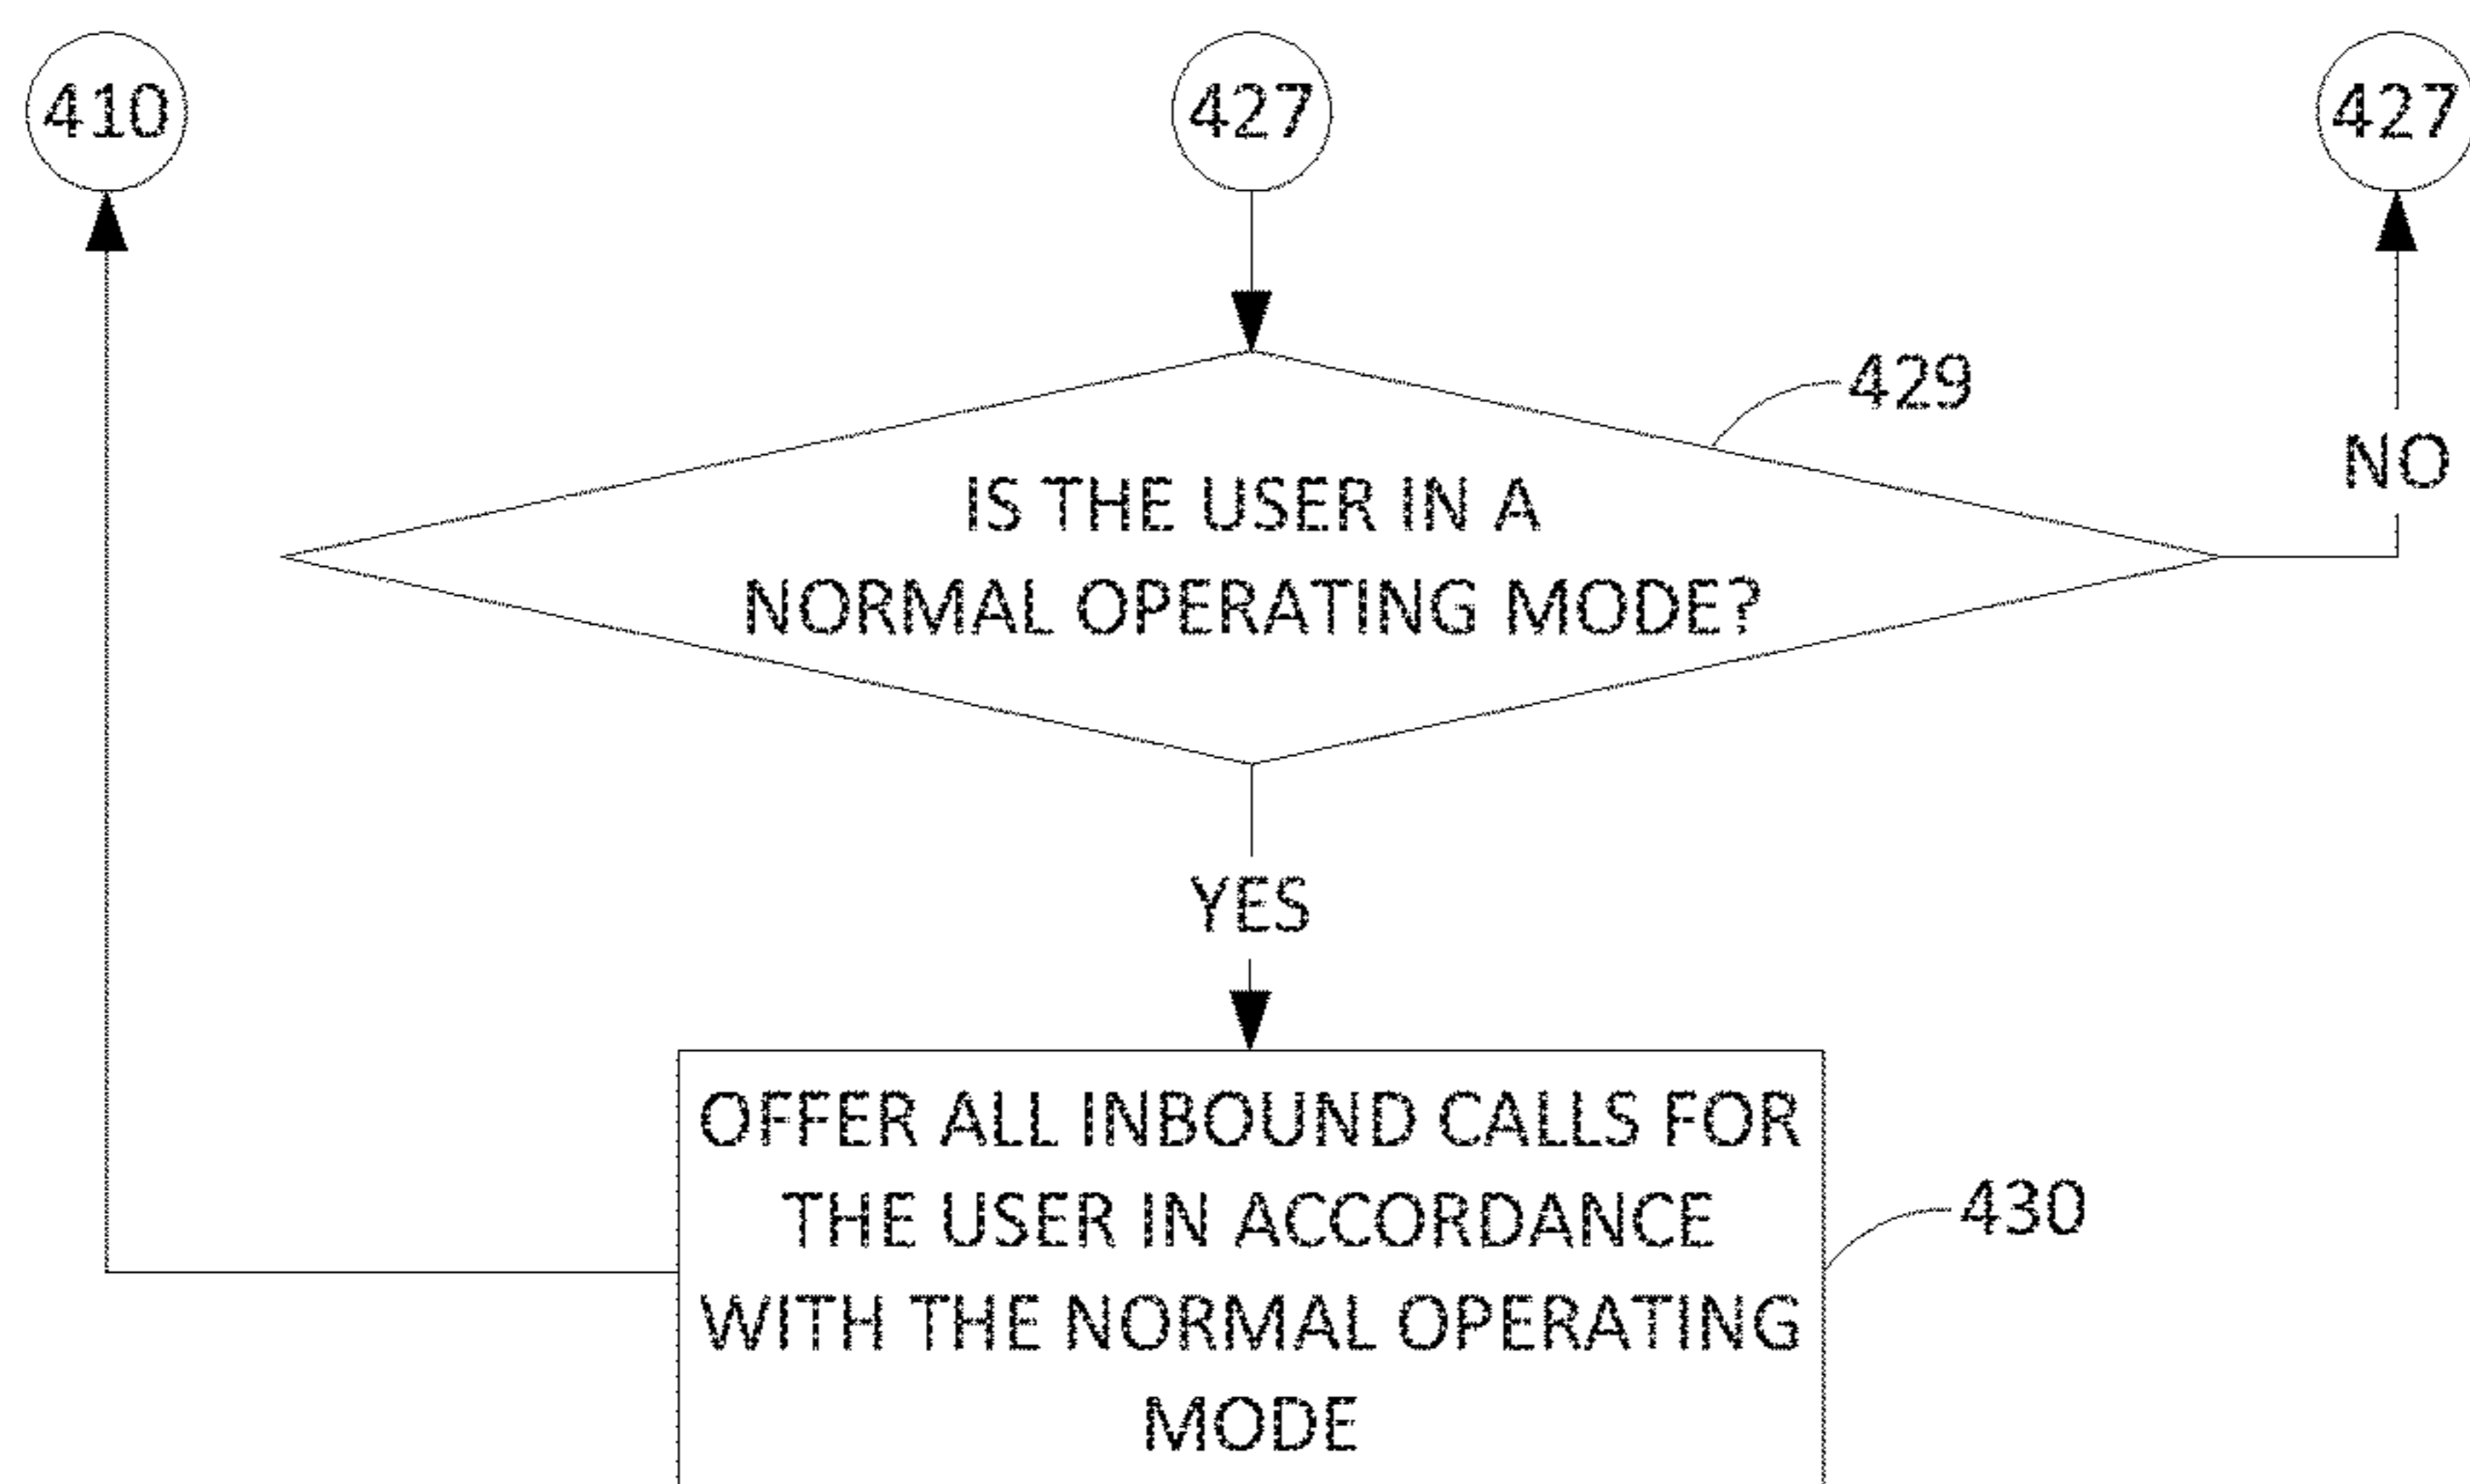 410
427
427
429
IS THE USER IN A
NORMAL OPERATING MODE?
NO
YES
OFFER ALL INBOUND CALLS FOR
THE USER IN ACCORDANCE
WITH THE NORMAL OPERATING
MODE
430